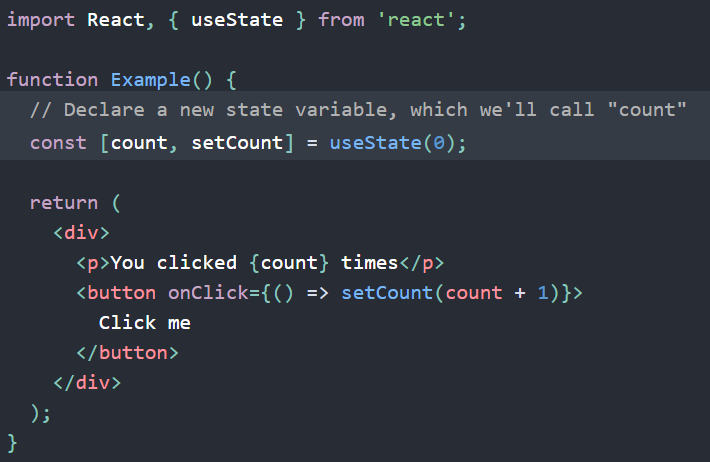 import React, { useState } from 'react';

function Example() {
  // Declare a new state variable, which we'll call "count"
  const [count, setCount] = useState(0);

  return (
    <div>
      <p>You clicked {count} times</p>
      <button onClick={() => setCount(count + 1)}>
        Click me
      </button>
    </div>
  );
}